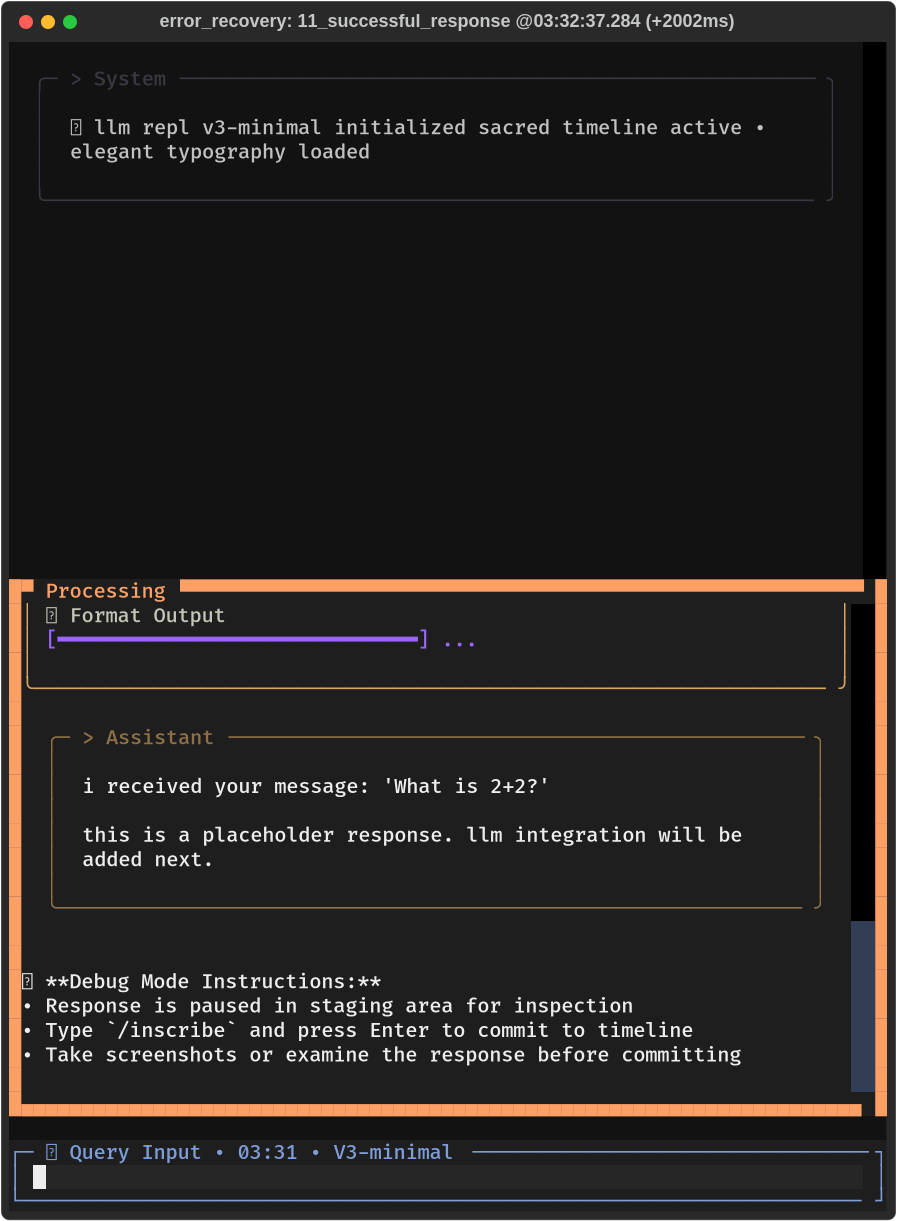 error_recovery: 11_successful_response @03:32:37.284 (+2002ms)
> System
llm repl v3-minimal initialized sacred timeline active •
elegant typography loaded
Processing
Format Output
[━━━━━━━━━━━━━━━━━━━━━━━━━━━━━━] ...
> Assistant
i received your message: 'What is 2+2?'
this is a placeholder response. llm integration will be
added next.
**Debug Mode Instructions:**
• Response is paused in staging area for inspection
• Type `/inscribe` and press Enter to commit to timeline
• Take screenshots or examine the response before committing
Query Input • 03:31 • V3-minimal